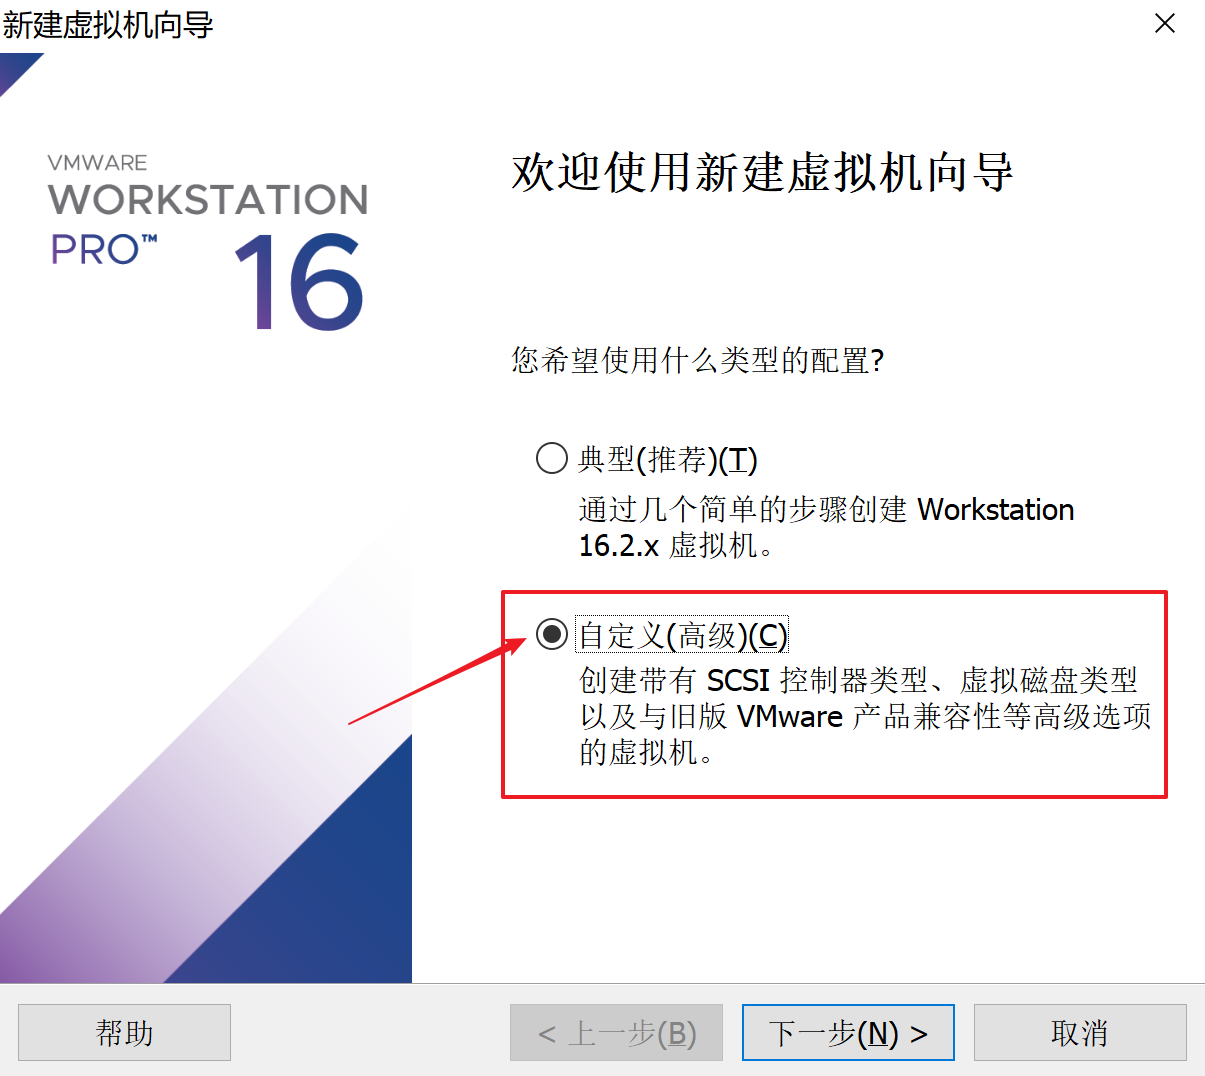 新建虚拟机向导
VMWARE
WORKSTATION
PRO™ 16
欢迎使用新建虚拟机向导
您希望使用什么类型的配置?
典型(推荐)(T)
通过几个简单的步骤创建 Workstation
16.2.x 虚拟机。
自定义(高级)(C)
创建带有 SCSI 控制器类型、虚拟磁盘类型
以及与旧版 VMware 产品兼容性等高级选项
的虚拟机。
帮助
< 上一步(B)
下一步(N) >
取消